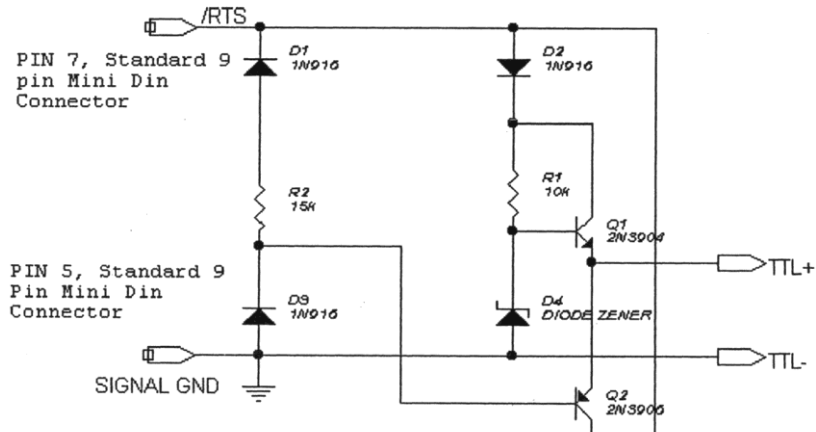 /RTS
PIN 7, Standard 9
pin Mini Din
Connector
D1
1N916
D2
1N916
R2
15K
R1
10K
Q1
2N3904
TTL+
PIN 5, Standard 9
Pin Mini Din
Connector
D3
1N916
D4
DIODE ZENER
SIGNAL GND
TTL-
Q2
2N3906